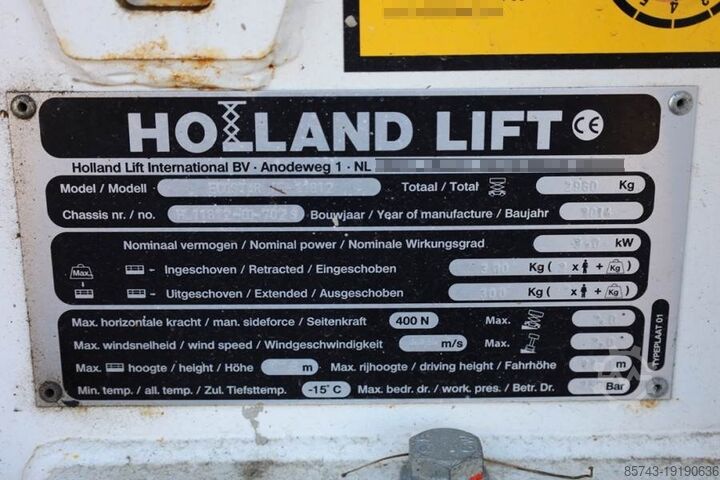 HOLLAND LIFT CE
Holland Lift International BV · Anodeweg 1 · NL
Model / Modell Totaal / Total Kg
Chassis nr. / no. Bouwjaar / Year of manufacture / Baujahr 2014
Nominaal vermogen / Nominal power / Nominale Wirkungsgrad kW
Max. - Ingeschoven / Retracted / Eingeschoben 300 Kg ( x + Kg )
- Uitgeschoven / Extended / Ausgeschoben 300 Kg ( x + Kg )
Max. horizontale kracht / man. sideforce / Seitenkraft 400 N Max.
Max. windsnelheid / wind speed / Windgeschwindigkeit m/s Max.
Max. hoogte / height / Höhe m Max. rijhoogte / driving height / Fahrhöhe m
Min. temp. / all. temp. / Zul. Tiefsttemp. -15°C Max. bedr. dr. / work. pres. / Betr. Dr. Bar
TYPEPLAAT 01
85743-19190636